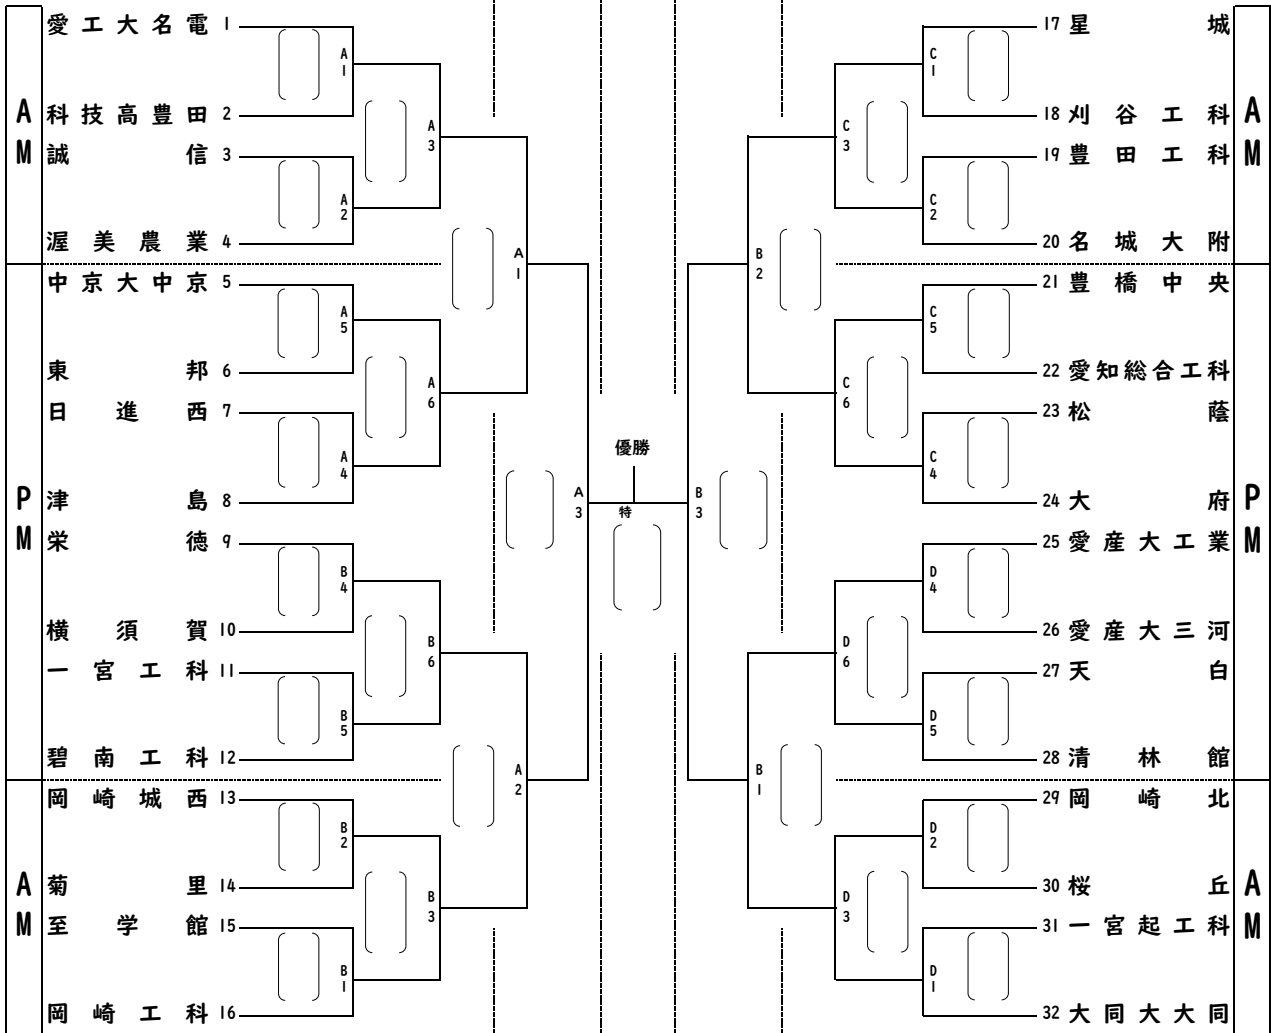 AM
愛工大名電 1
A1
科技高豊田 2
A3
誠信 3
A2
渥美農業 4
A1
PM
中京大中京 5
A5
東邦 6
A6
日進西 7
A4
津島 8
A3
栄徳 9
B4
横須賀 10
B6
一宮工科 11
B5
碧南工科 12
A2
AM
岡崎城西 13
B2
菊里 14
B3
至学館 15
B1
岡崎工科 16
優勝
特
AM
17 星城
C1
18 刈谷工科
C3
19 豊田工科
C2
20 名城大附
B2
PM
21 豊橋中央
C5
22 愛知総合工科
C6
23 松蔭
C4
24 大府
B3
25 愛産大工業
D4
26 愛産大三河
D6
27 天白
D5
28 清林館
B1
AM
29 岡崎北
D2
30 桜丘
D3
31 一宮起工科
D1
32 大同大大同